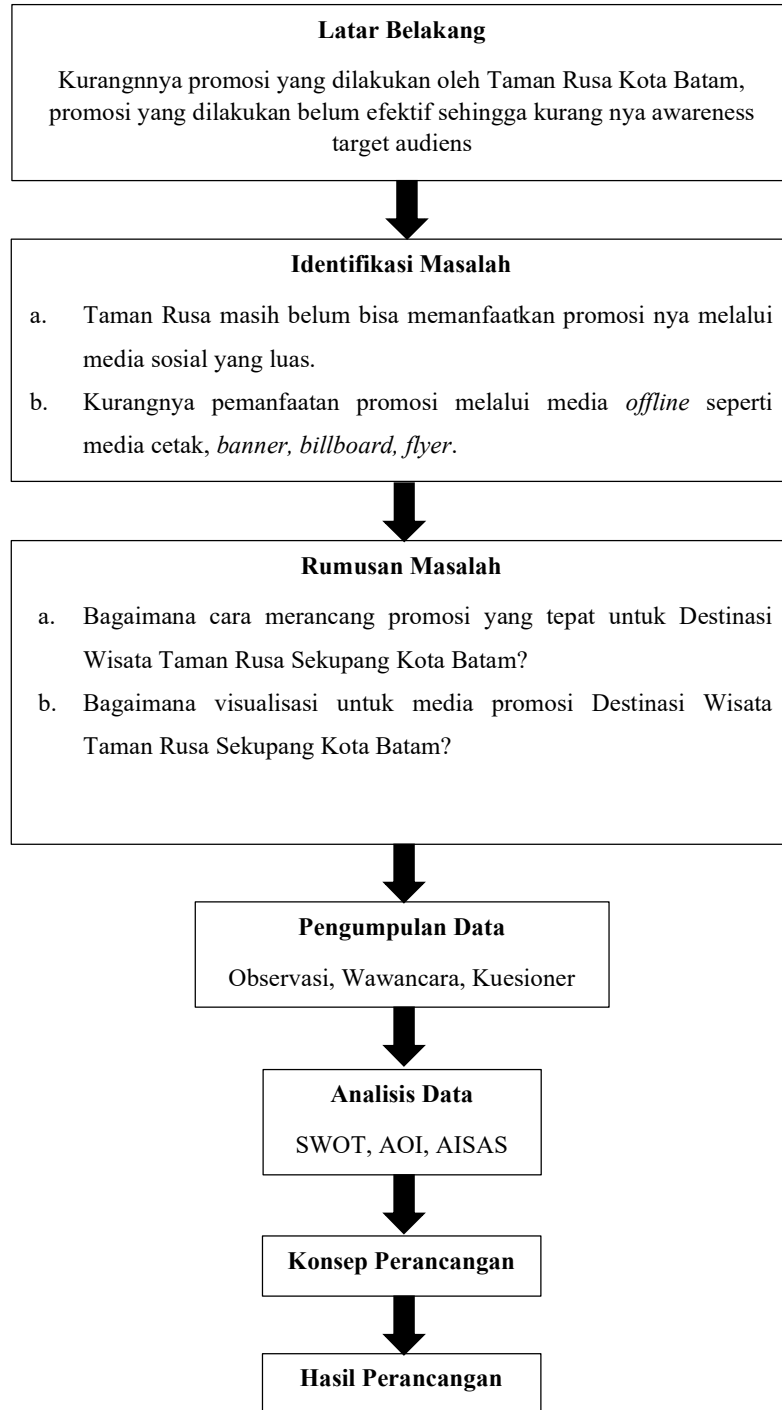 Latar Belakang
Kurangnnya promosi yang dilakukan oleh Taman Rusa Kota Batam,
promosi yang dilakukan belum efektif sehingga kurang nya awareness
target audiens
Identifikasi Masalah
a. Taman Rusa masih belum bisa memanfaatkan promosi nya melalui
media sosial yang luas.
b. Kurangnya pemanfaatan promosi melalui media offline seperti
media cetak, banner, billboard, flyer.
Rumusan Masalah
a. Bagaimana cara merancang promosi yang tepat untuk Destinasi
Wisata Taman Rusa Sekupang Kota Batam?
b. Bagaimana visualisasi untuk media promosi Destinasi Wisata
Taman Rusa Sekupang Kota Batam?
Pengumpulan Data
Observasi, Wawancara, Kuesioner
Analisis Data
SWOT, AOI, AISAS
Konsep Perancangan
Hasil Perancangan